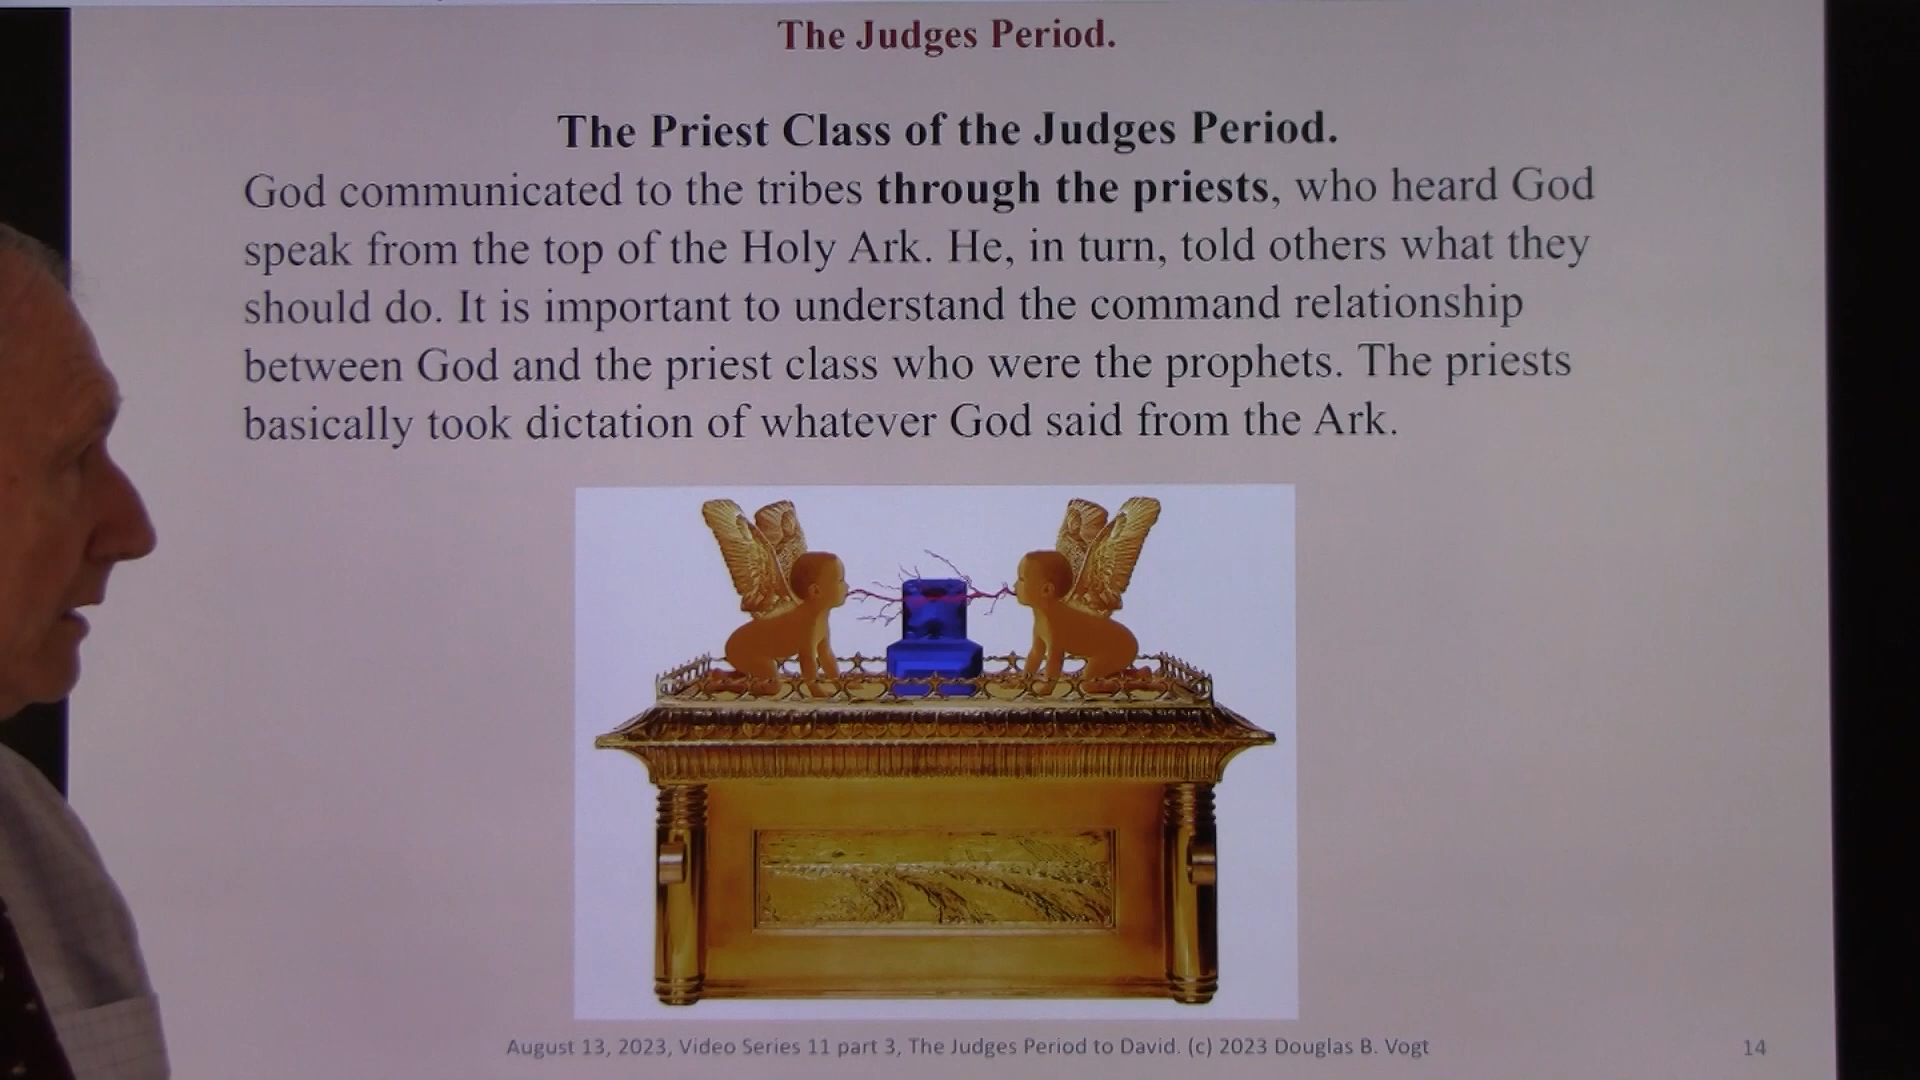 The Judges Period.
The Priest Class of the Judges Period.
God communicated to the tribes through the priests, who heard God
speak from the top of the Holy Ark. He, in turn, told others what they
should do. It is important to understand the command relationship
between God and the priest class who were the prophets. The priests
basically took dictation of whatever God said from the Ark.
August 13, 2023, Video Series 11 part 3, The Judges Period to David. (c) 2023 Douglas B. Vogt
14